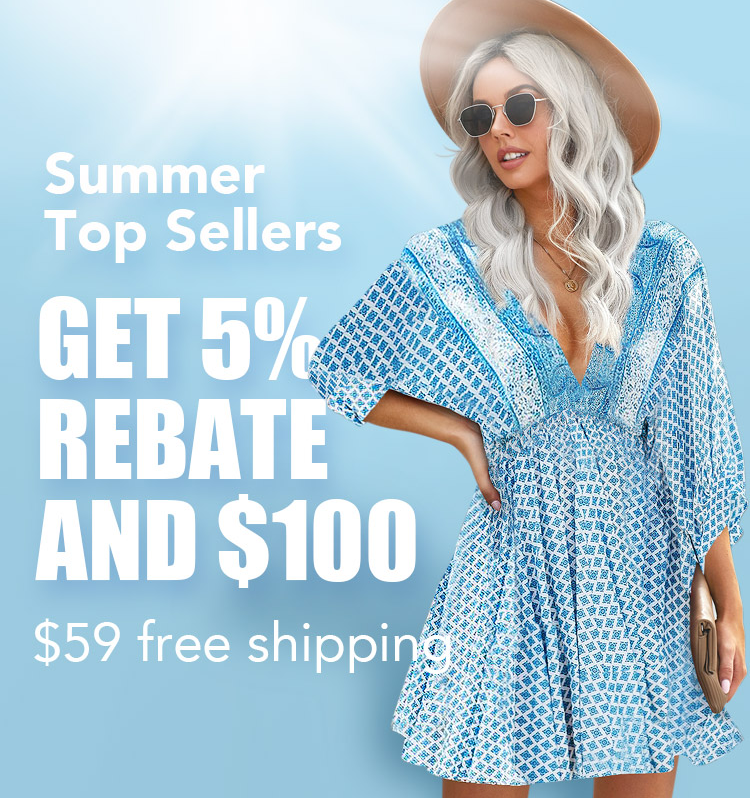 Summer
Top Sellers
GET 5%
REBATE
AND $100
$59 free shipping